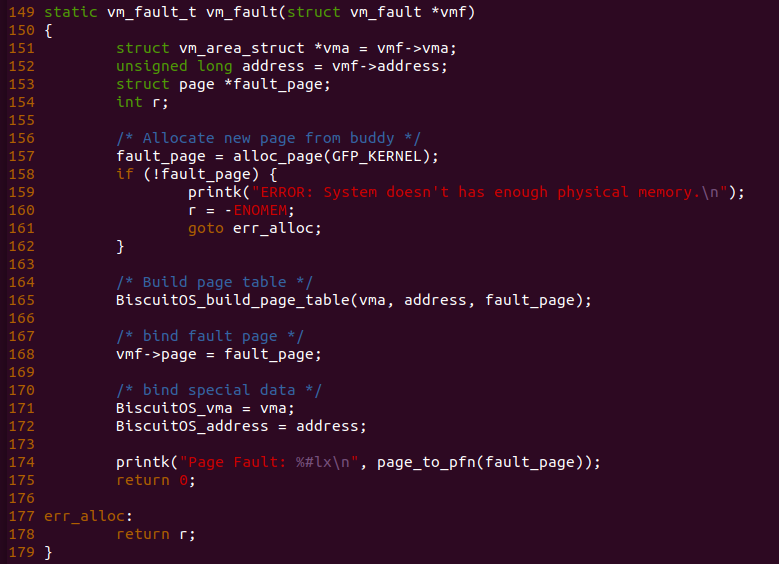 149 static vm_fault_t vm_fault(struct vm_fault *vmf)
150 {
151         struct vm_area_struct *vma = vmf->vma;
152         unsigned long address = vmf->address;
153         struct page *fault_page;
154         int r;
155
156         /* Allocate new page from buddy */
157         fault_page = alloc_page(GFP_KERNEL);
158         if (!fault_page) {
159                 printk("ERROR: System doesn't has enough physical memory.\n");
160                 r = -ENOMEM;
161                 goto err_alloc;
162         }
163
164         /* Build page table */
165         BiscuitOS_build_page_table(vma, address, fault_page);
166
167         /* bind fault page */
168         vmf->page = fault_page;
169
170         /* bind special data */
171         BiscuitOS_vma = vma;
172         BiscuitOS_address = address;
173
174         printk("Page Fault: %#lx\n", page_to_pfn(fault_page));
175         return 0;
176
177 err_alloc:
178         return r;
179 }